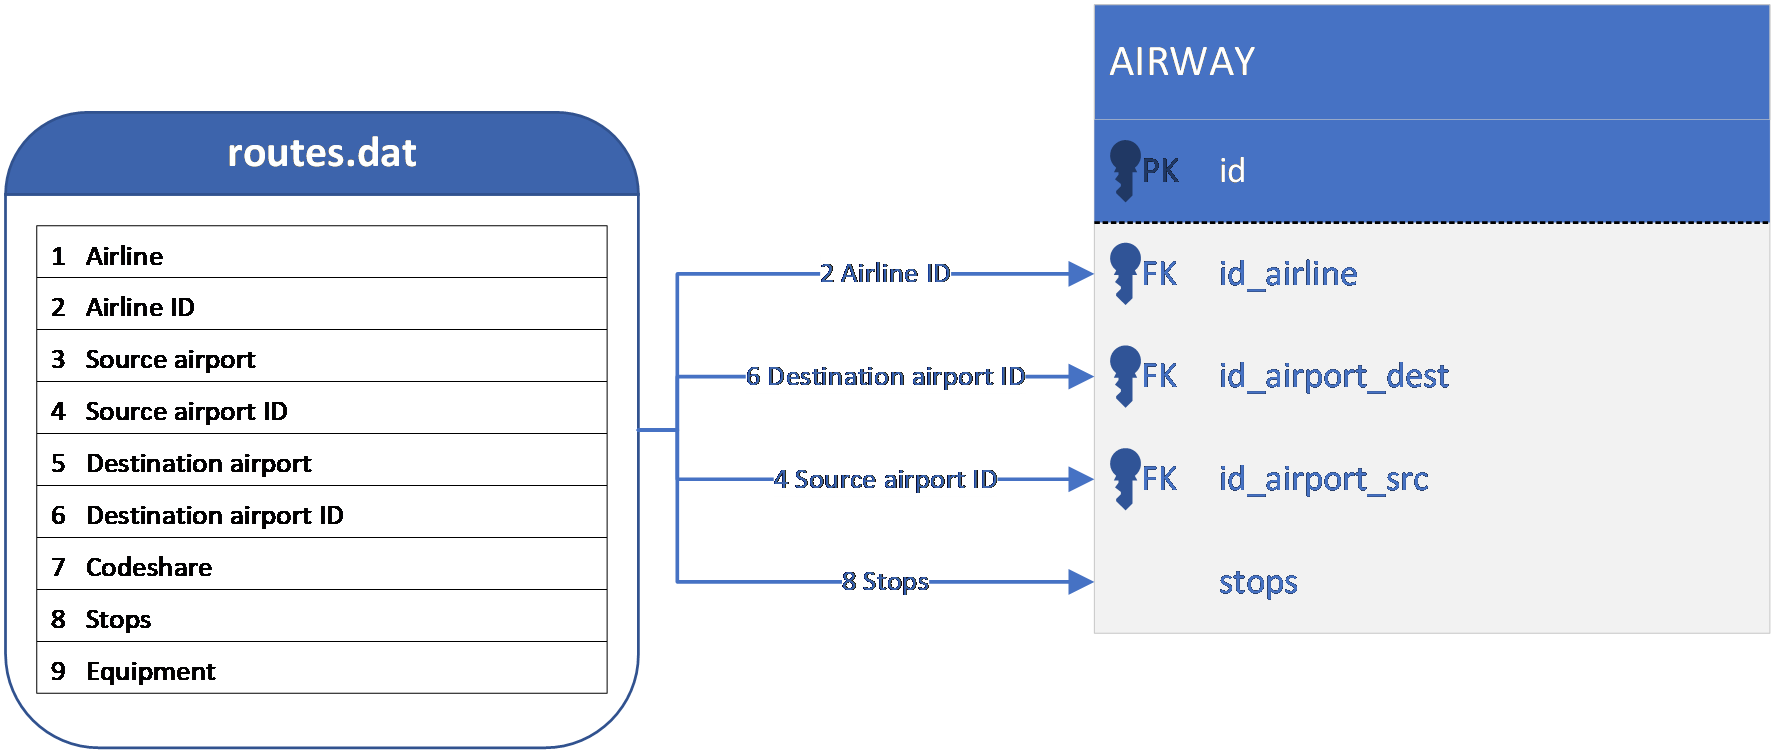 routes.dat
1 Airline
2 Airline ID
3 Source airport
4 Source airport ID
5 Destination airport
6 Destination airport ID
7 Codeshare
8 Stops
9 Equipment
2 Airline ID
6 Destination airport ID
4 Source airport ID
8 Stops
AIRWAY
PK id
FK id_airline
FK id_airport_dest
FK id_airport_src
stops